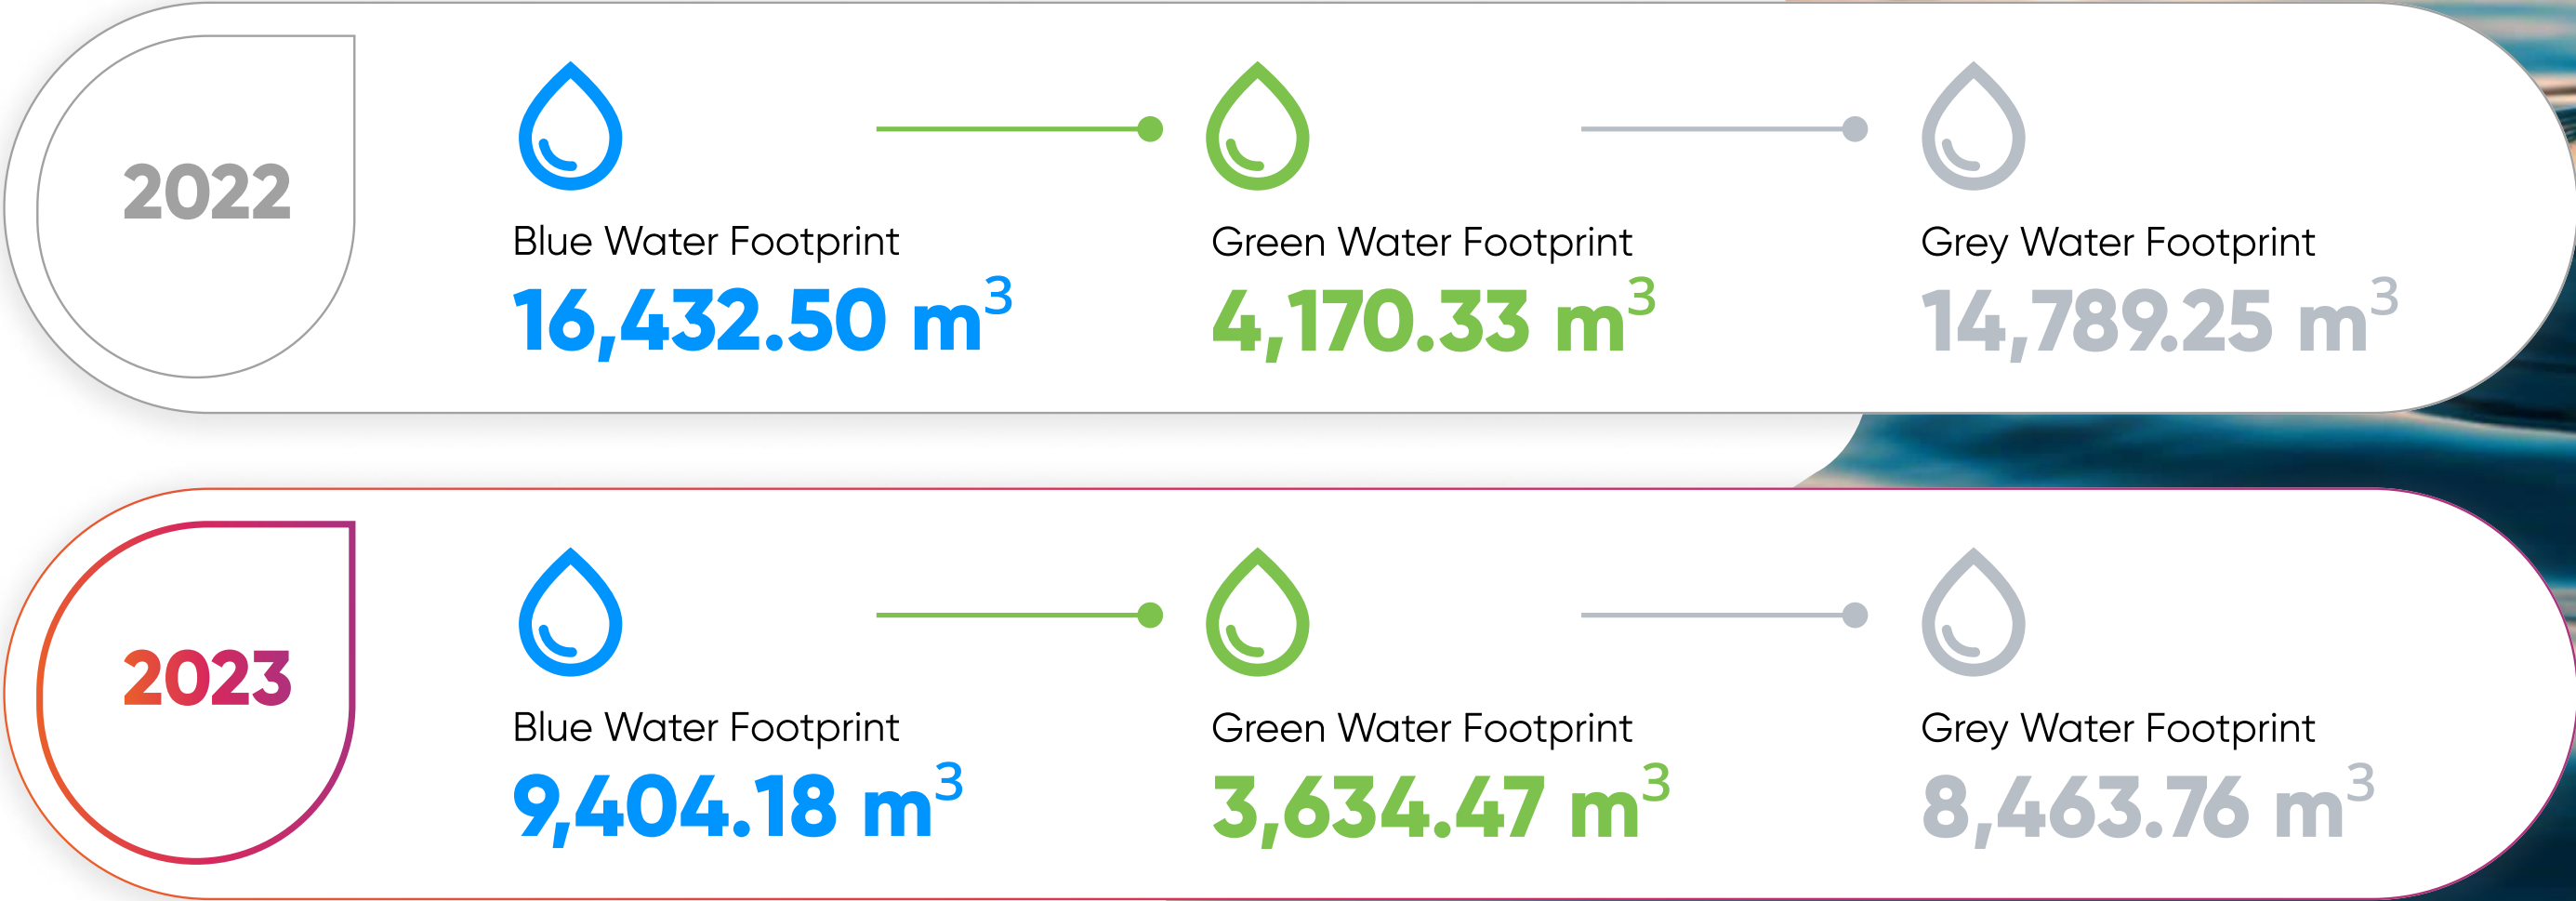 2022
Blue Water Footprint
16,432.50 m³
Green Water Footprint
4,170.33 m³
Grey Water Footprint
14,789.25 m³
2023
Blue Water Footprint
9,404.18 m³
Green Water Footprint
3,634.47 m³
Grey Water Footprint
8,463.76 m³